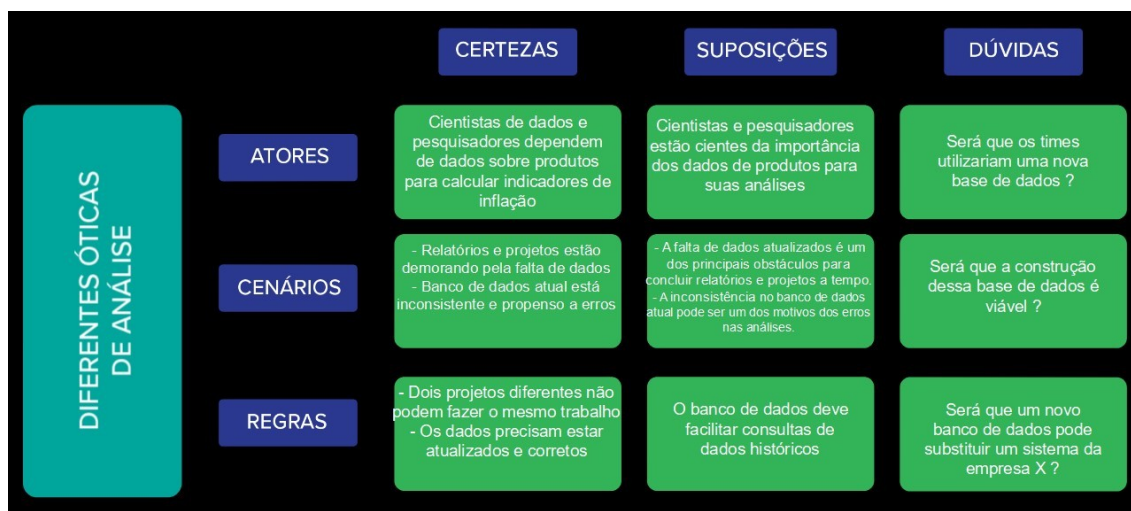 CERTEZAS
SUPOSIÇÕES
DÚVIDAS
DIFERENTES ÓTICAS
DE ANÁLISE
ATORES
Cientistas de dados e
pesquisadores dependem
de dados sobre produtos
para calcular indicadores de
inflação
Cientistas e pesquisadores
estão cientes da importância
dos dados de produtos para
suas análises
Será que os times
utilizariam uma nova
base de dados ?
CENÁRIOS
- Relatórios e projetos estão
demorando pela falta de dados
- Banco de dados atual está
inconsistente e propenso a erros
- A falta de dados atualizados é um
dos principais obstáculos para
concluir relatórios e projetos a tempo.
- A inconsistência no banco de dados
atual pode ser um dos motivos dos erros
nas análises.
Será que a construção
dessa base de dados é
viável ?
REGRAS
- Dois projetos diferentes não
podem fazer o mesmo trabalho
- Os dados precisam estar
atualizados e corretos
O banco de dados deve
facilitar consultas de
dados históricos
Será que um novo
banco de dados pode
substituir um sistema da
empresa X ?